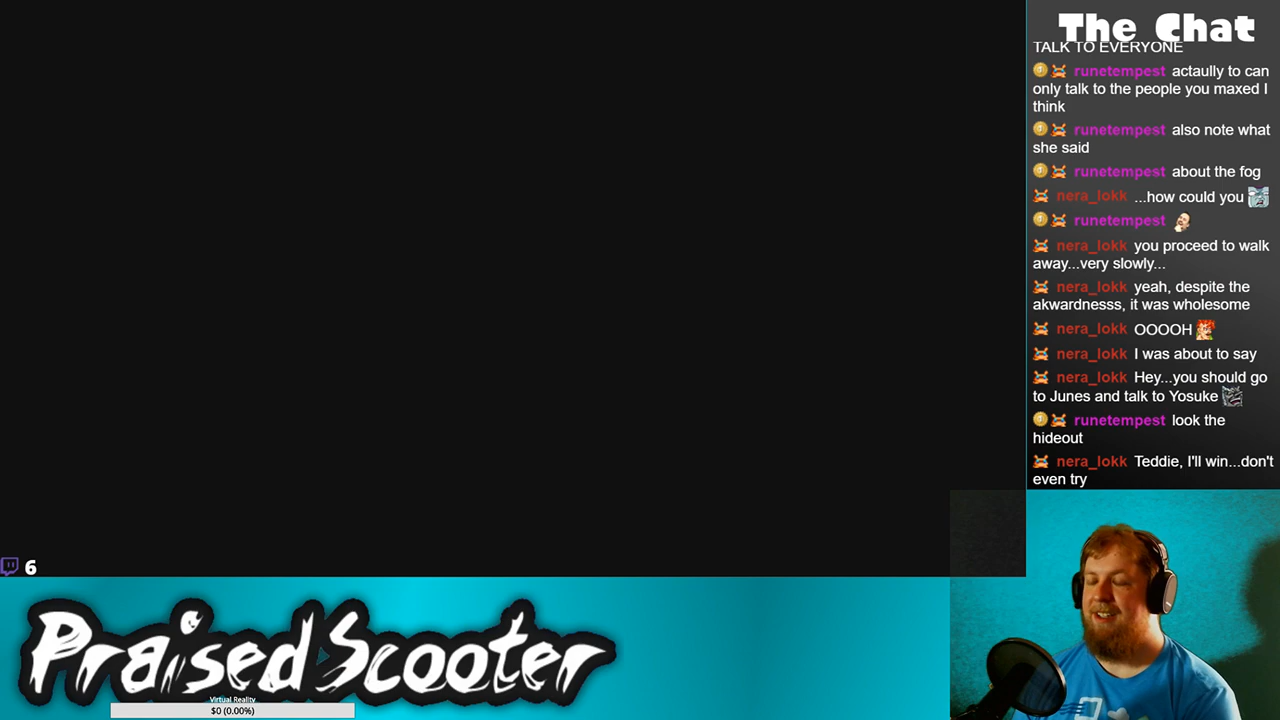 The Chat
TALK TO EVERYONE
runetempest actaully to can
only talk to the people you maxed I
think
runetempest also note what
she said
runetempest about the fog
nera_lokk ...how could you
runetempest
nera_lokk you proceed to walk
away...very slowly...
nera_lokk yeah, despite the
akwardnesss, it was wholesome
nera_lokk OOOOH
nera_lokk I was about to say
nera_lokk Hey...you should go
to Junes and talk to Yosuke
runetempest look the
hideout
nera_lokk Teddie, I'll win...don't
even try
6
PraisedScooter
Virtual Reality
$0 (0.00%)